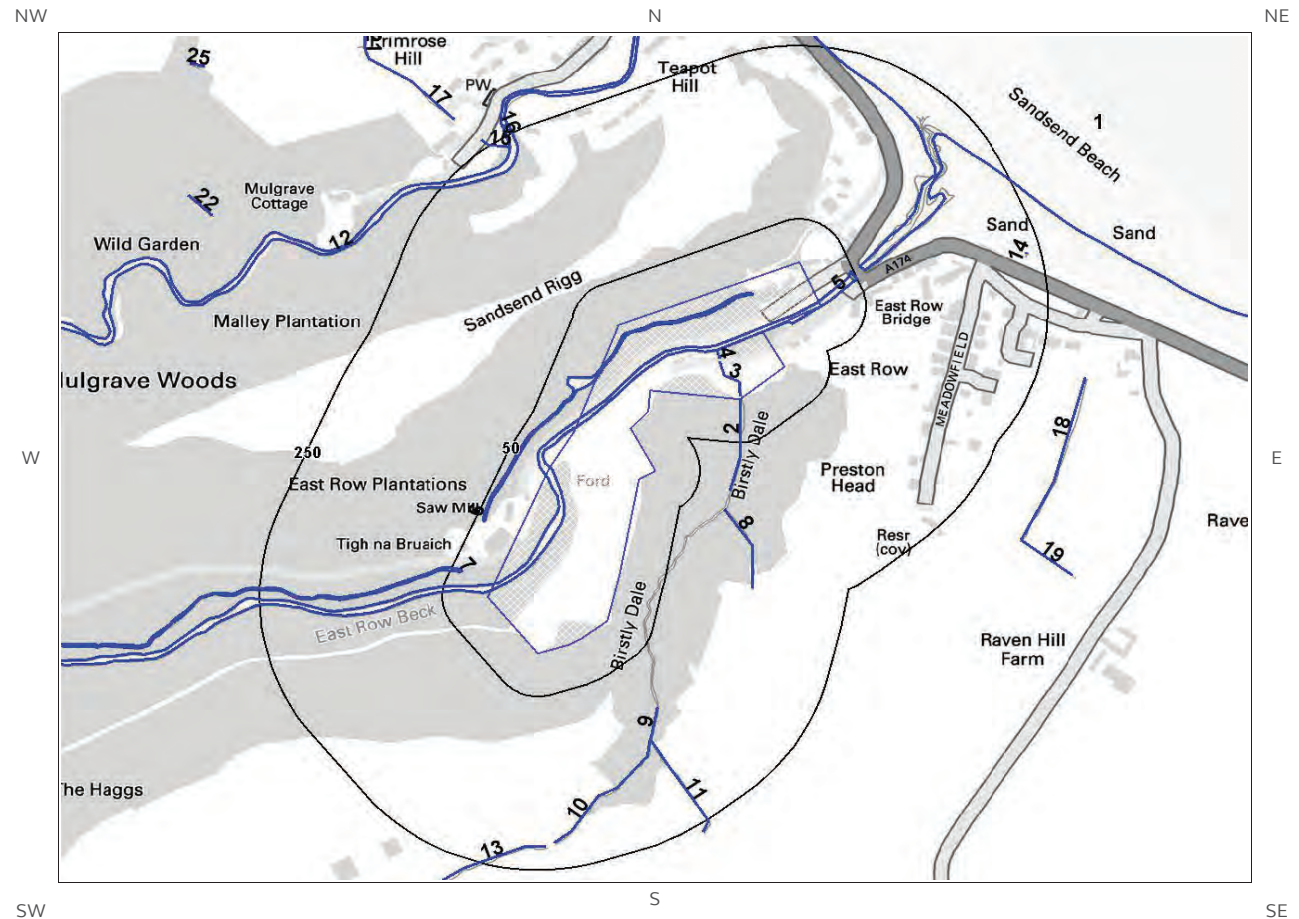 NW
N
NE
25
Primrose
Hill
17
PW
16
Teapot
Hill
Sandsend Beach
1
22
Mulgrave
Cottage
12
Wild Garden
Malley Plantation
Sandsend Rigg
Sand
14
Sand
A174
5
East Row
Bridge
MEADOWFIELD
East Row
4
3
2
Birstly Dale
18
19
ulgrave Woods
W
250
50
E
East Row Plantations
Saw Mill
6
Ford
Preston
Head
Resr
(cov)
Rave
Tigh na Bruaich
7
8
East Row Beck
Birstly Dale
Raven Hill
Farm
9
The Haggs
10
11
13
SW
S
SE